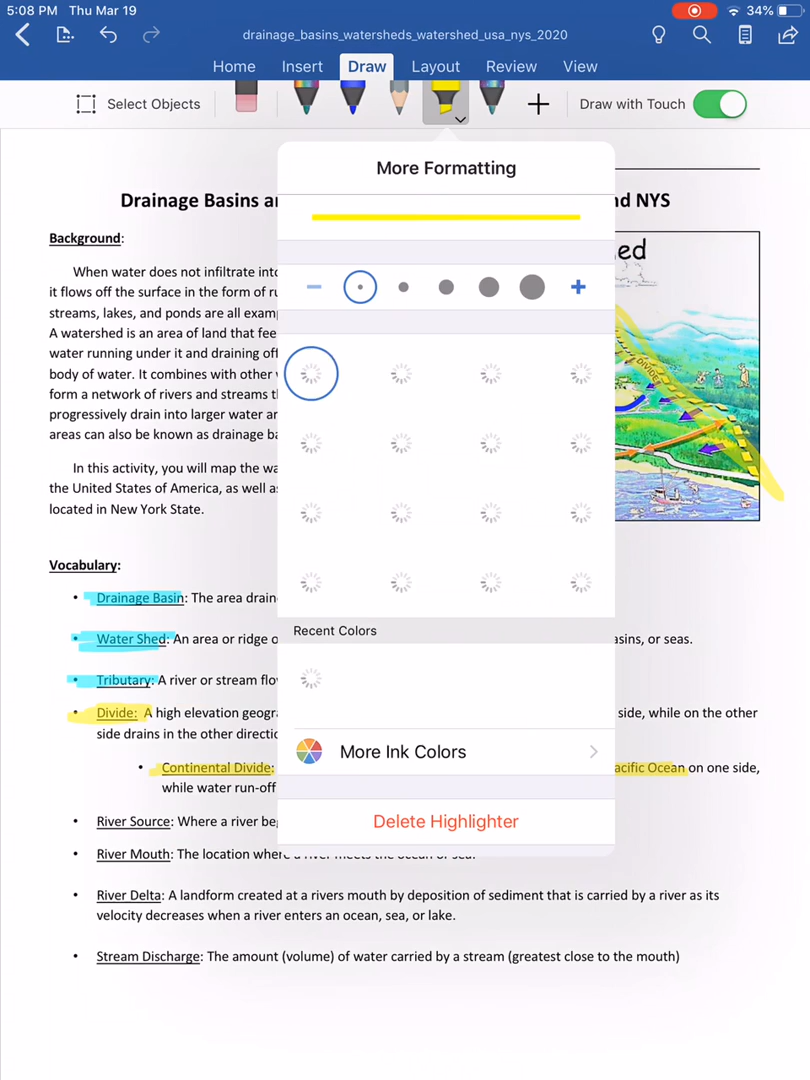 5:08 PM Thu Mar 19 34%
drainage_basins_watersheds_watershed_usa_nys_2020
Home Insert Draw Layout Review View
Select Objects Draw with Touch
More Formatting
Drainage Basins a nd NYS
Background:
ed
When water does not infiltrate into
it flows off the surface in the form of ru
streams, lakes, and ponds are all exam
A watershed is an area of land that fee
water running under it and draining off
DIVIDE
body of water. It combines with other
form a network of rivers and streams t
progressively drain into larger water a
areas can also be known as drainage ba
In this activity, you will map the wa
the United States of America, as well a
located in New York State.
Vocabulary:
• Drainage Basin: The area drain
Recent Colors
• Water Shed: An area or ridge o asins, or seas.
• Tributary: A river or stream flo
• Divide: A high elevation geogra side, while on the other
side drains in the other directio
More Ink Colors
• Continental Divide: acific Ocean on one side,
while water run-off
Delete Highlighter
• River Source: Where a river be
• River Mouth: The location where a river meets the ocean or sea.
• River Delta: A landform created at a rivers mouth by deposition of sediment that is carried by a river as its
velocity decreases when a river enters an ocean, sea, or lake.
• Stream Discharge: The amount (volume) of water carried by a stream (greatest close to the mouth)